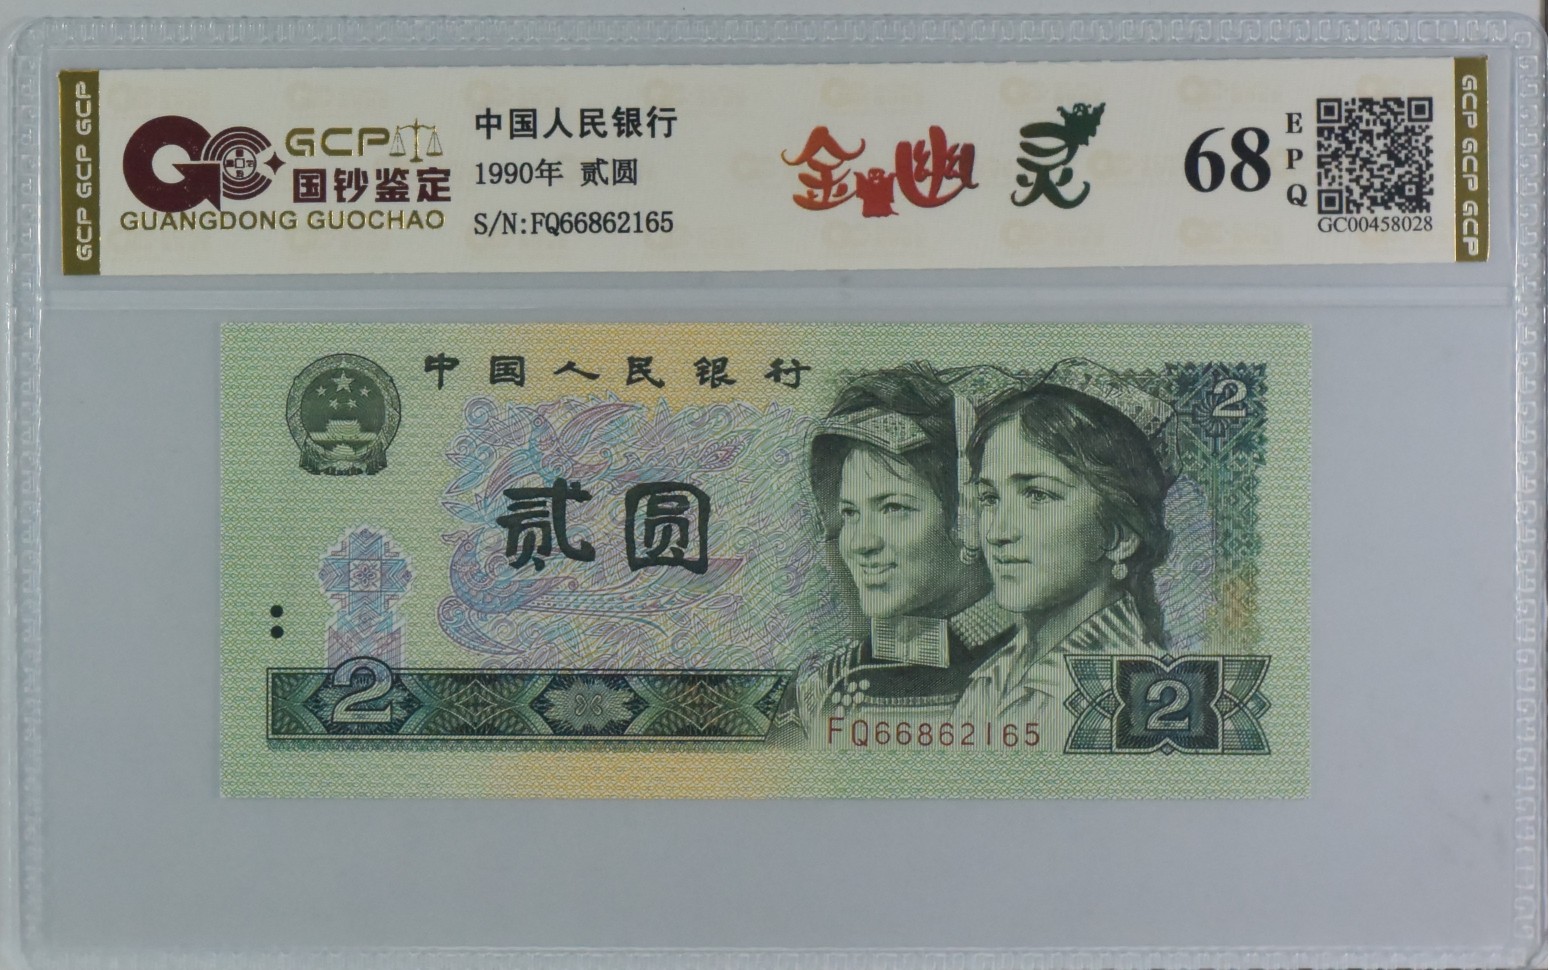 GCP GCP GCP
GCP
国钞鉴定
GUANGDONG GUOCHAO
中国人民银行
1990年 贰圆
S/N:FQ66862165
金幽灵
68
EPQ
GC00458028
GCP GCP GCP
中国人民银行
2
贰圆
2
FQ66862165
2